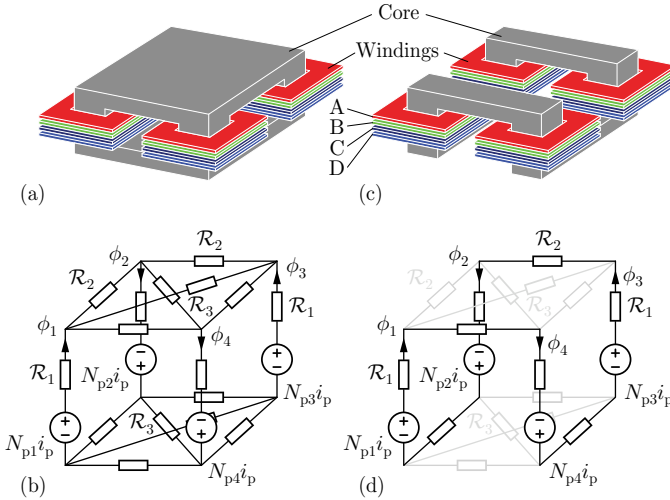 Core
Windings
A
B
C
D
(a)
(c)
ϕ2
R2
R2
ϕ3
R3
R1
ϕ1
ϕ4
R1
Np2ip
Np3ip
R3
Np1ip
Np4ip
(b)
ϕ2
R2
R2
ϕ3
R3
R1
ϕ1
ϕ4
R1
Np2ip
Np3ip
R3
Np1ip
Np4ip
(d)